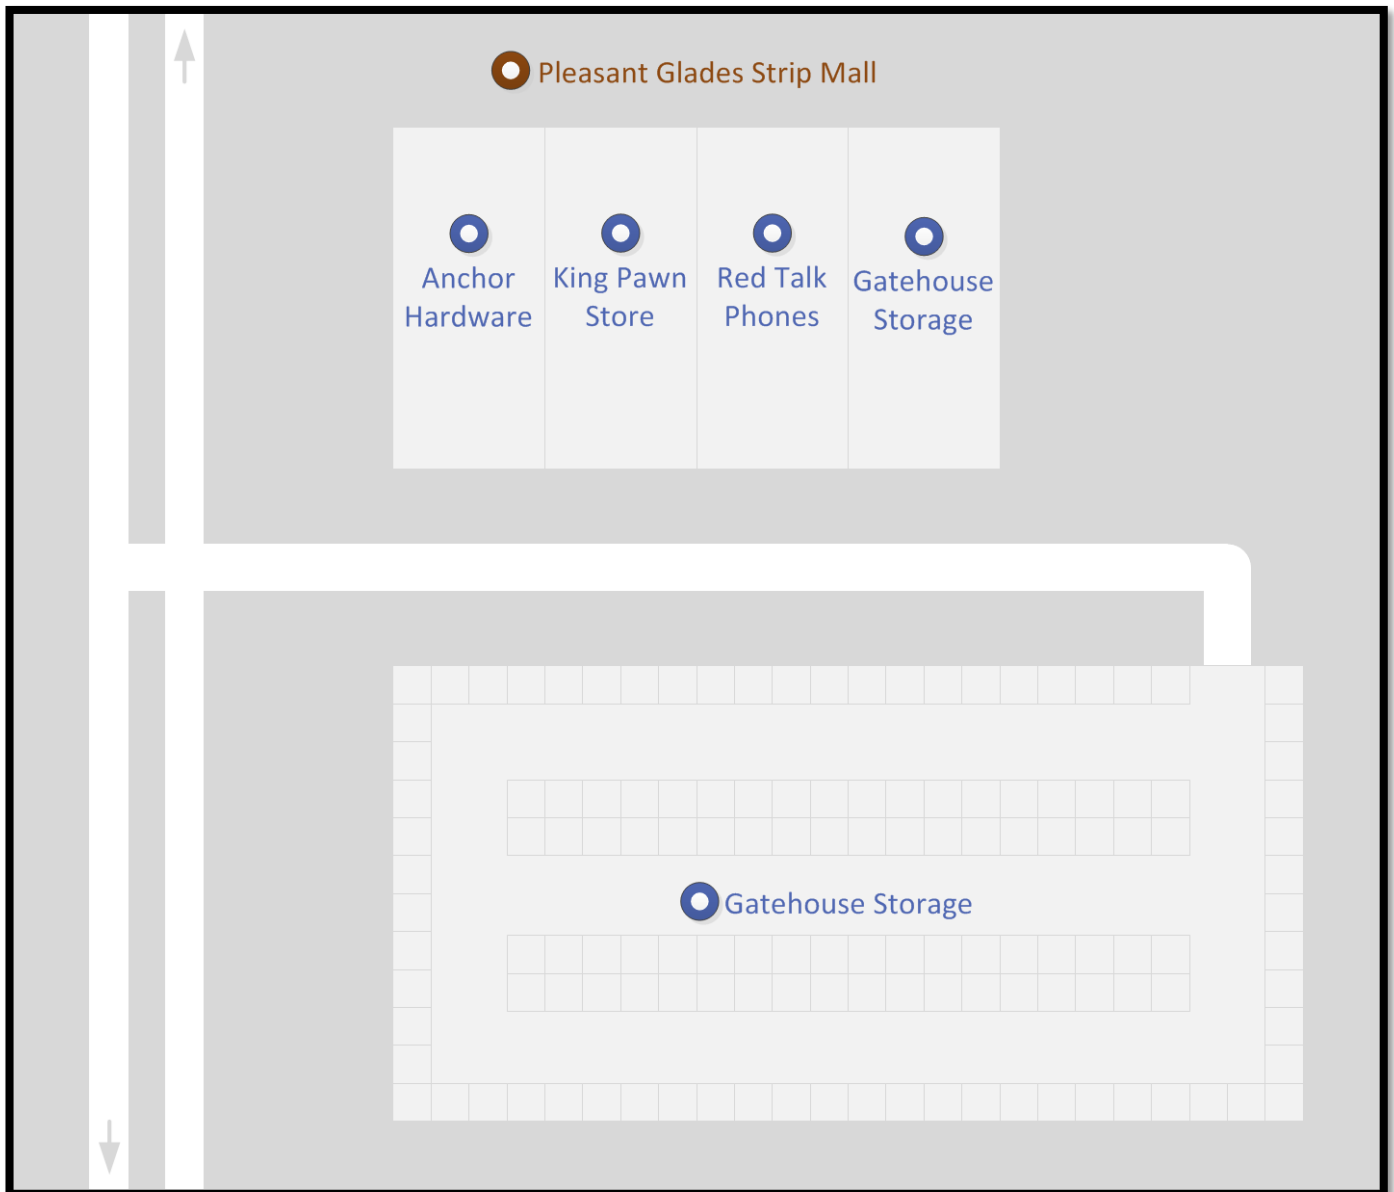 Pleasant Glades Strip Mall
Anchor
Hardware
King Pawn
Store
Red Talk
Phones
Gatehouse
Storage
Gatehouse Storage